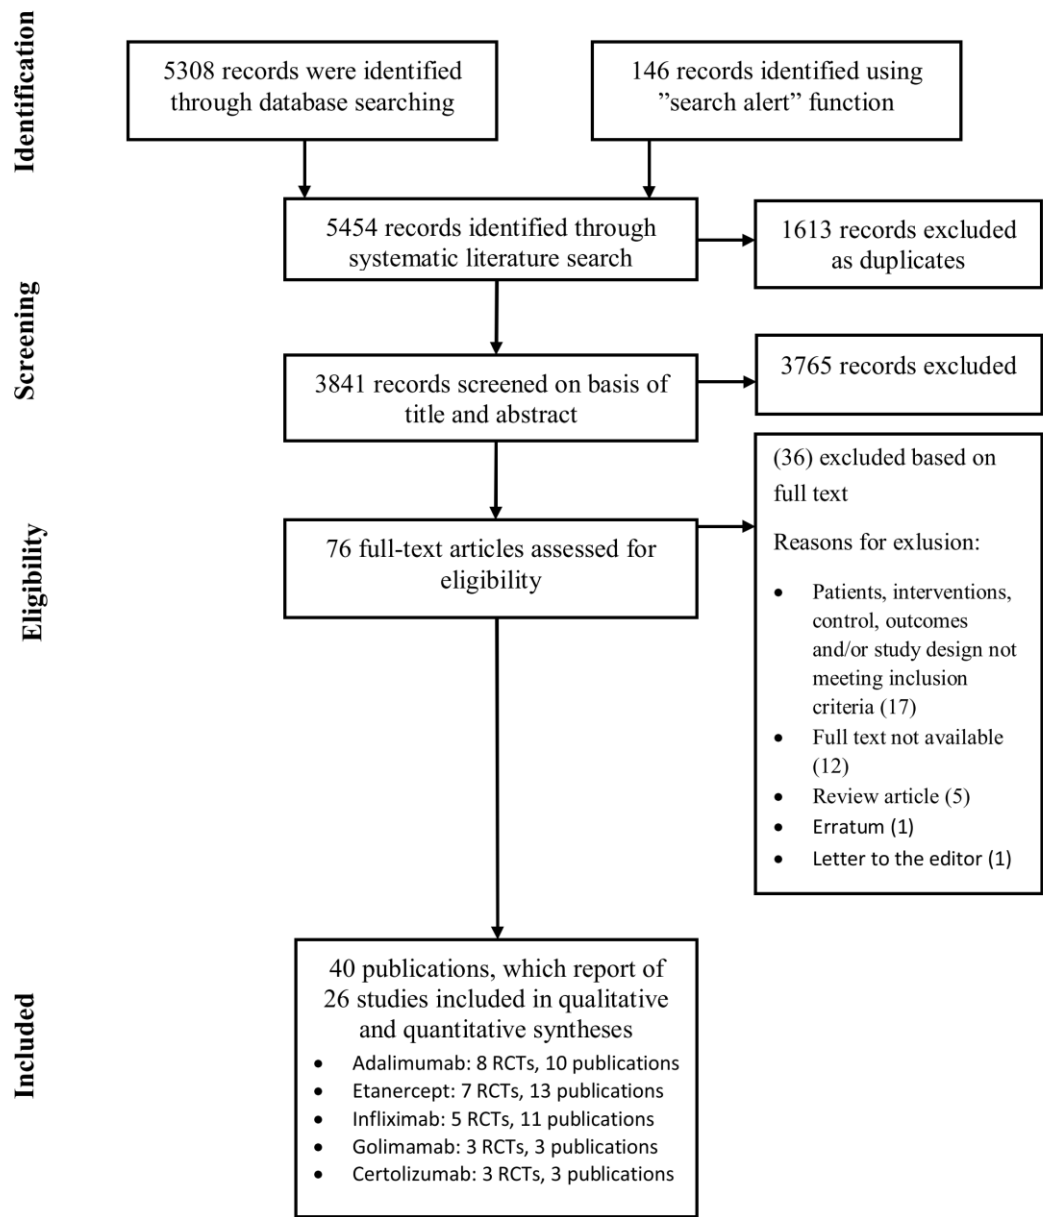 Identification
5308 records were identified
through database searching
146 records identified using
”search alert” function
5454 records identified through
systematic literature search
1613 records excluded
as duplicates
Screening
3841 records screened on basis of
title and abstract
3765 records excluded
Eligibility
76 full-text articles assessed for
eligibility
(36) excluded based on
full text
Reasons for exlusion:
• Patients, interventions,
control, outcomes
and/or study design not
meeting inclusion
criteria (17)
• Full text not available
(12)
• Review article (5)
• Erratum (1)
• Letter to the editor (1)
Included
40 publications, which report of
26 studies included in qualitative
and quantitative syntheses
• Adalimumab: 8 RCTs, 10 publications
• Etanercept: 7 RCTs, 13 publications
• Infliximab: 5 RCTs, 11 publications
• Golimamab: 3 RCTs, 3 publications
• Certolizumab: 3 RCTs, 3 publications